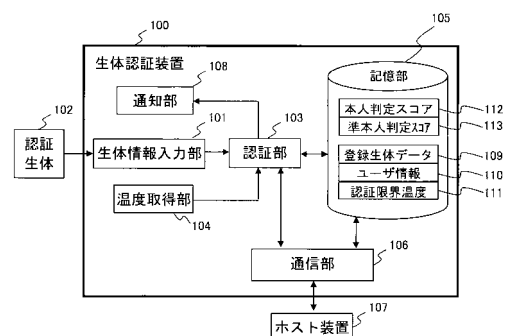 100
生体認証装置
105
記憶部
108
通知部
本人判定スコア
112
準本人判定ｽｺｱ
113
102
認証
生体
101
生体情報入力部
103
認証部
登録生体データ
109
ユーザ情報
110
認証限界温度
111
温度取得部
104
106
通信部
107
ホスト装置